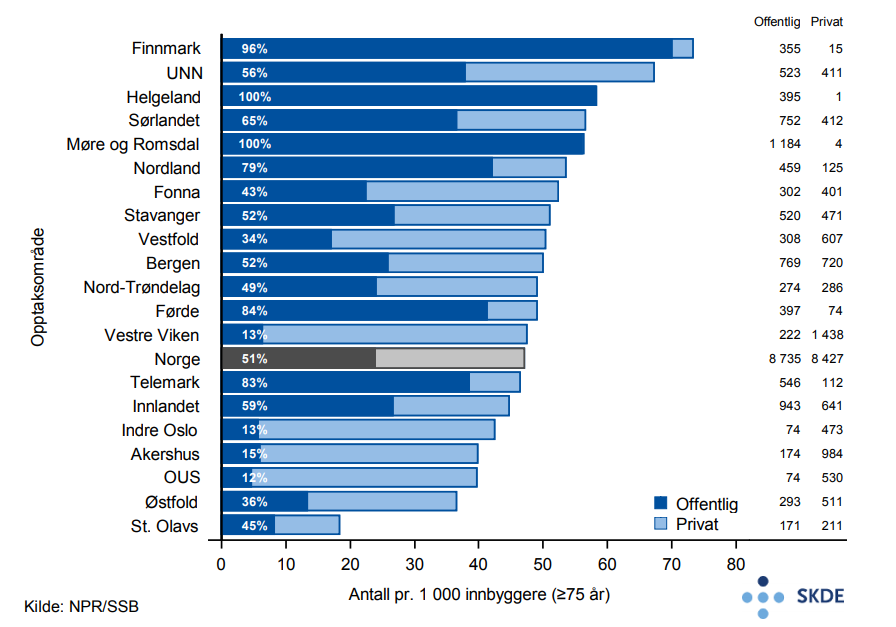 Offentlig Privat
Finnmark 96% 355 15
UNN 56% 523 411
Helgeland 100% 395 1
Sørlandet 65% 752 412
Møre og Romsdal 100% 1 184 4
Nordland 79% 459 125
Fonna 43% 302 401
Stavanger 52% 520 471
Vestfold 34% 308 607
Bergen 52% 769 720
Nord-Trøndelag 49% 274 286
Førde 84% 397 74
Vestre Viken 13% 222 1 438
Norge 51% 8 735 8 427
Telemark 83% 546 112
Innlandet 59% 943 641
Indre Oslo 13% 74 473
Akershus 15% 174 984
OUS 12% 74 530
Østfold 36% 293 511
St. Olavs 45% 171 211
Opptaksområde
Offentlig
Privat
0 10 20 30 40 50 60 70 80
Antall pr. 1 000 innbyggere (≥75 år)
Kilde: NPR/SSB
SKDE